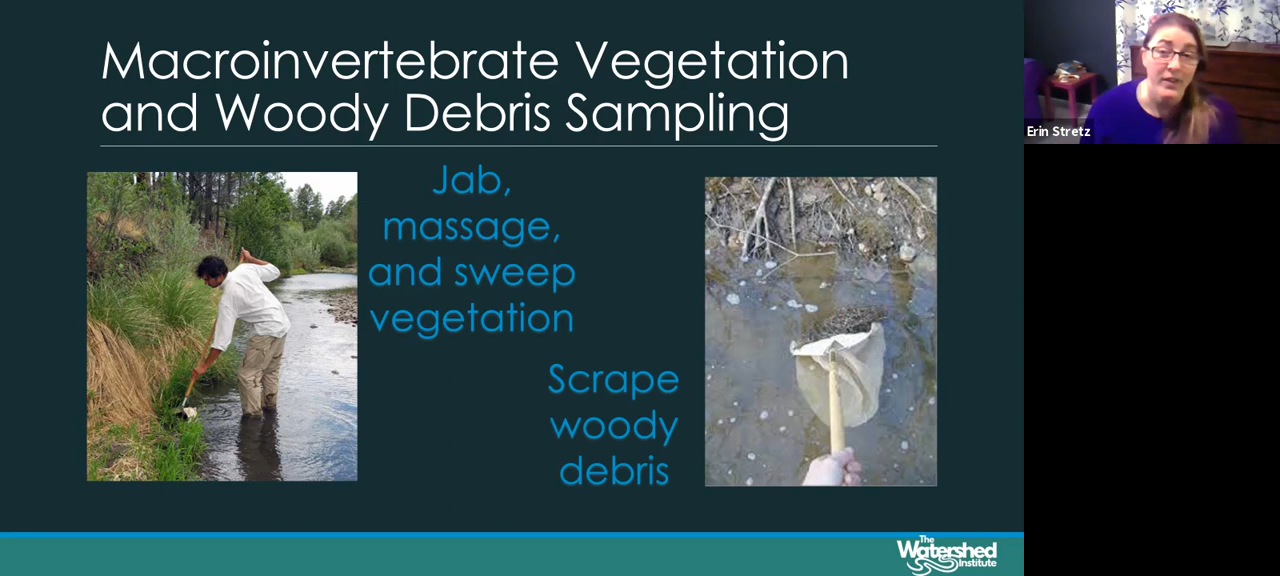 Macroinvertebrate Vegetation
and Woody Debris Sampling
Jab,
massage,
and sweep
vegetation
Scrape
woody
debris
Erin Stretz
The
Watershed
Institute